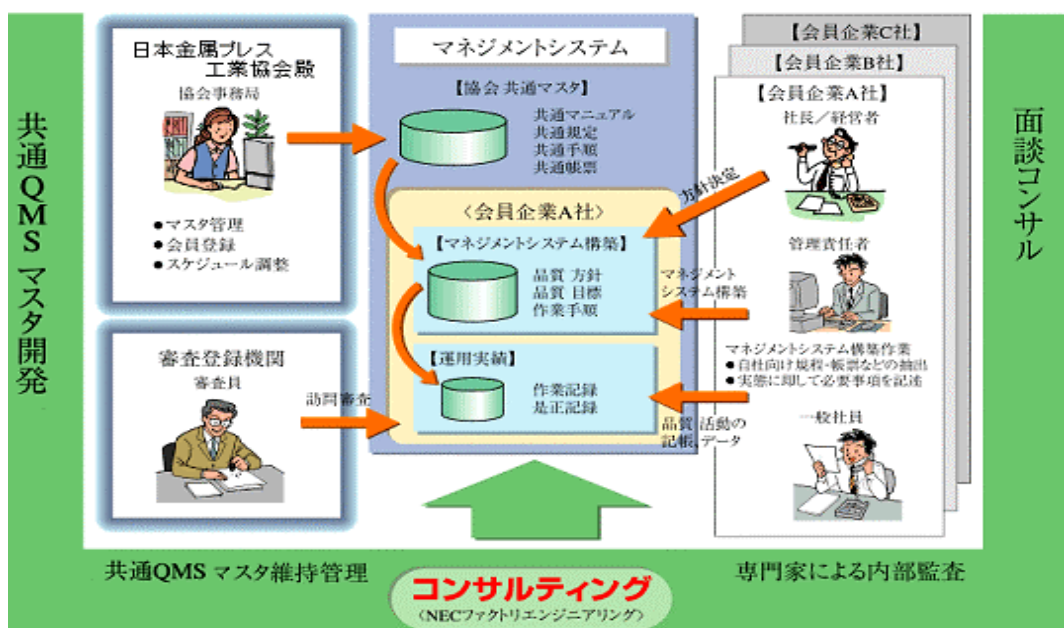 共通QMS マスタ開発
日本金属プレス
工業協会殿
協会事務局
●マスタ管理
●会員登録
●スケジュール調整
審査登録機関
審査員
訪問審査
マネジメントシステム
【協会 共通マスタ】
共通マニュアル
共通規定
共通手順
共通帳票
〈会員企業A社〉
【マネジメントシステム構築】
品質 方針
品質 目標
作業手順
【運用実績】
作業記録
是正記録
方針決定
マネジメント
システム構築
品質 活動の
記帳、データ
【会員企業C社】
【会員企業B社】
【会員企業A社】
社長／経営者
管理責任者
マネジメントシステム構築作業
●自社向け規程・帳票などの抽出
●実態に即して必要事項を記述
一般社員
面談コンサル
共通QMS マスタ維持管理
コンサルティング
〈NECファクトリエンジニアリング〉
専門家による内部監査